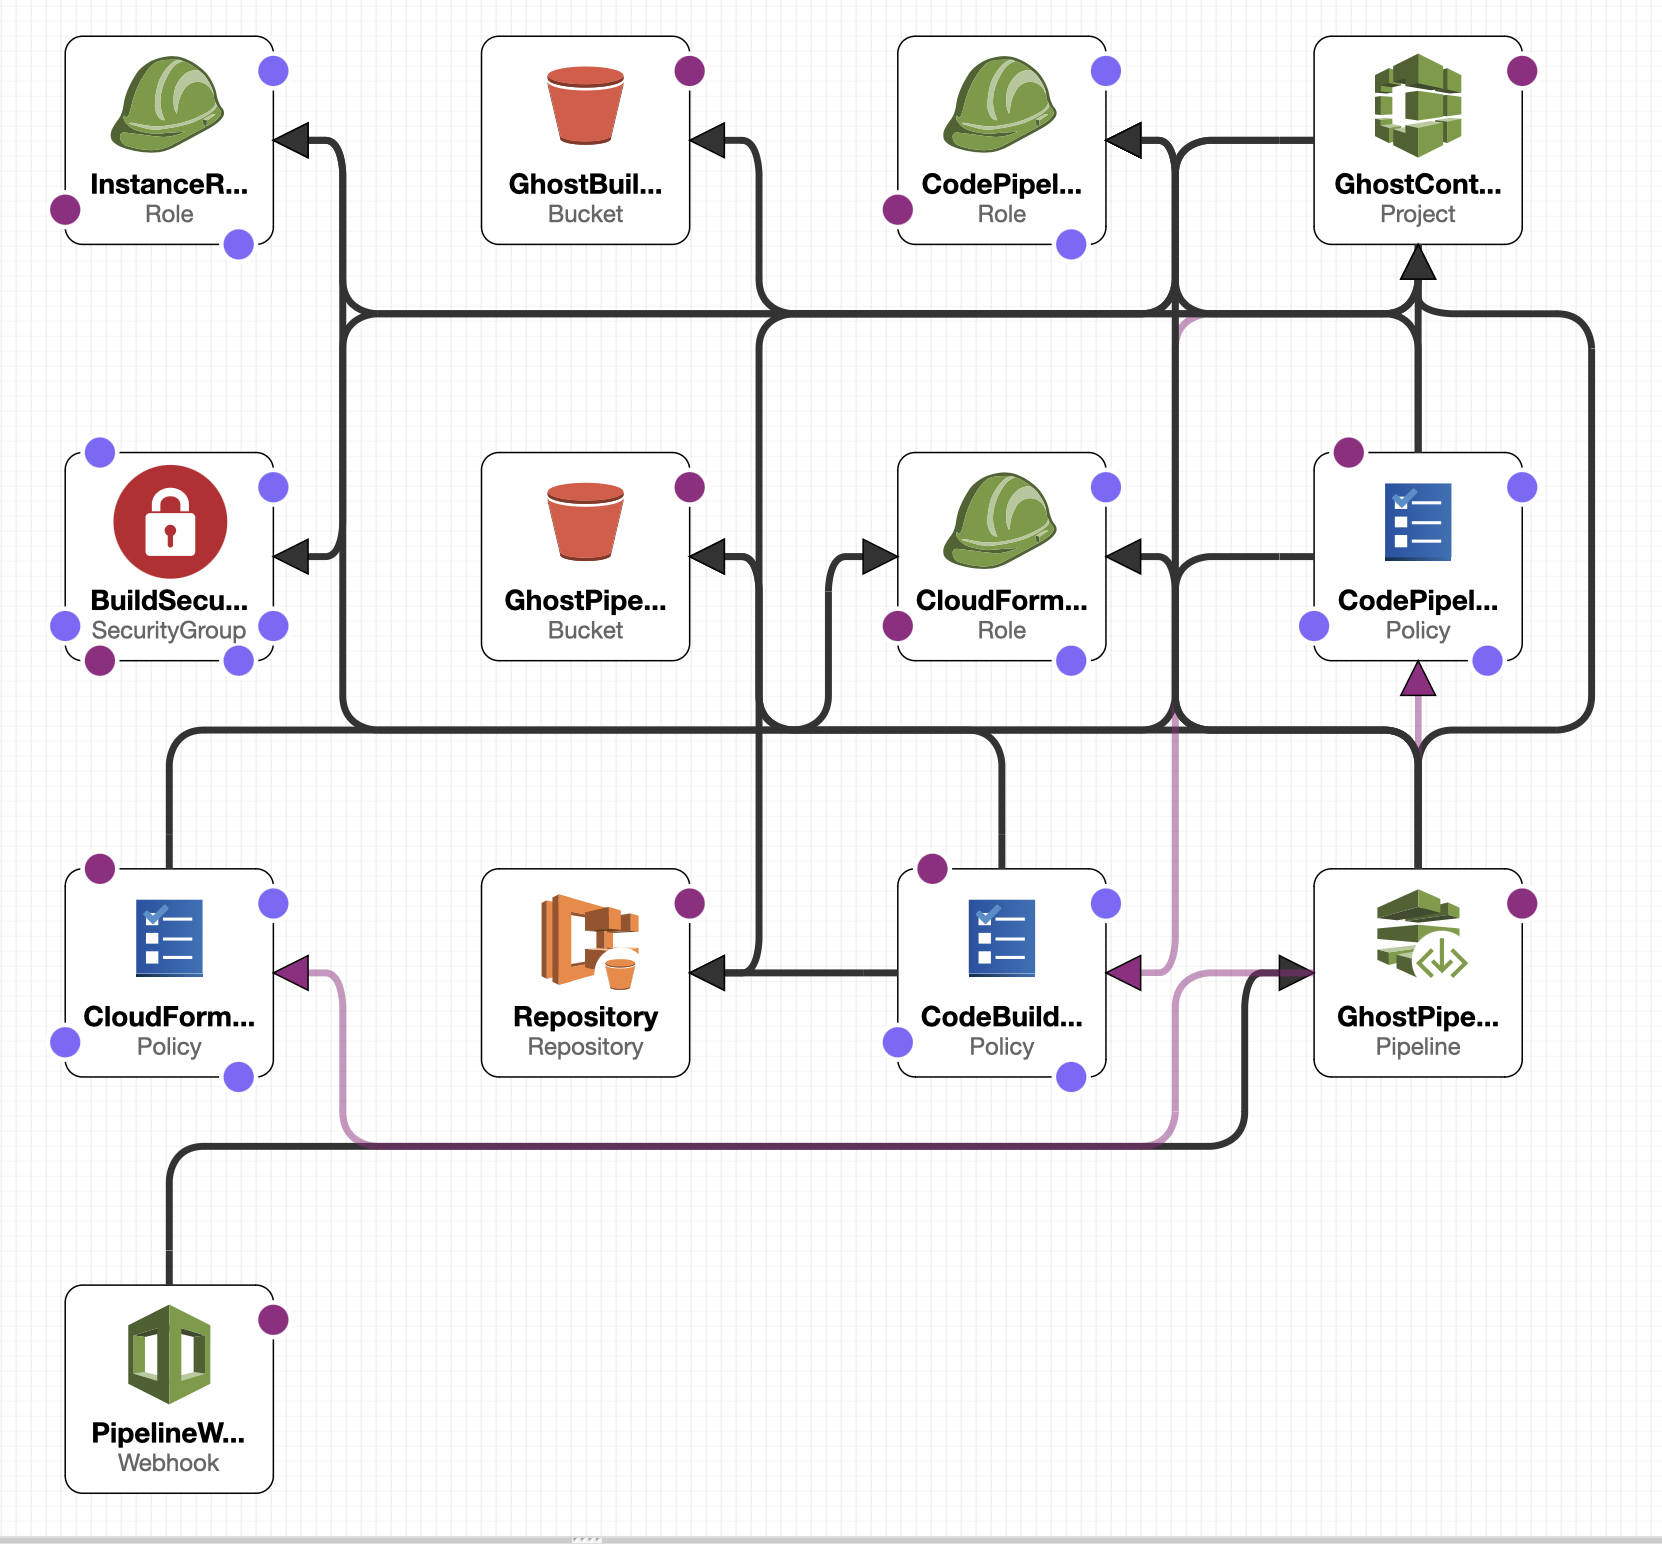 InstanceR...
Role
GhostBuil...
Bucket
CodePipel...
Role
GhostCont...
Project
BuildSecu...
SecurityGroup
GhostPipe...
Bucket
CloudForm...
Role
CodePipel...
Policy
CloudForm...
Policy
Repository
Repository
CodeBuild...
Policy
GhostPipe...
Pipeline
PipelineW...
Webhook